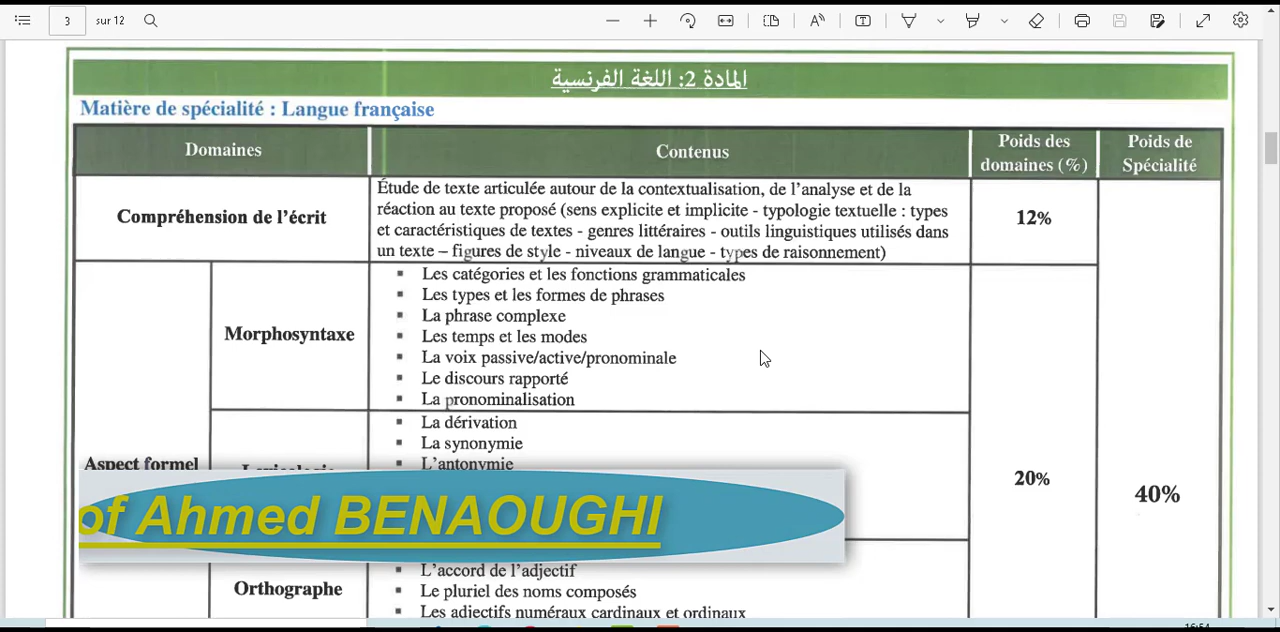 3 sur 12
المادة 2: اللغة الفرنسية
Matière de spécialité : Langue française
Domaines
Contenus
Poids des
domaines (%)
Poids de
Spécialité
Compréhension de l'écrit
Étude de texte articulée autour de la contextualisation, de l'analyse et de la
réaction au texte proposé (sens explicite et implicite - typologie textuelle : types
et caractéristiques de textes - genres littéraires - outils linguistiques utilisés dans
un texte – figures de style - niveaux de langue - types de raisonnement)
12%
Aspect formel
Morphosyntaxe
▪ Les catégories et les fonctions grammaticales
▪ Les types et les formes de phrases
▪ La phrase complexe
▪ Les temps et les modes
▪ La voix passive/active/pronominale
▪ Le discours rapporté
▪ La pronominalisation
▪ La dérivation
▪ La synonymie
▪ L'antonymie
20%
40%
of Ahmed BENAOUGHI
Orthographe
▪ L'accord de l'adjectif
▪ Le pluriel des noms composés
▪ Les adjectifs numéraux cardinaux et ordinaux
16:54